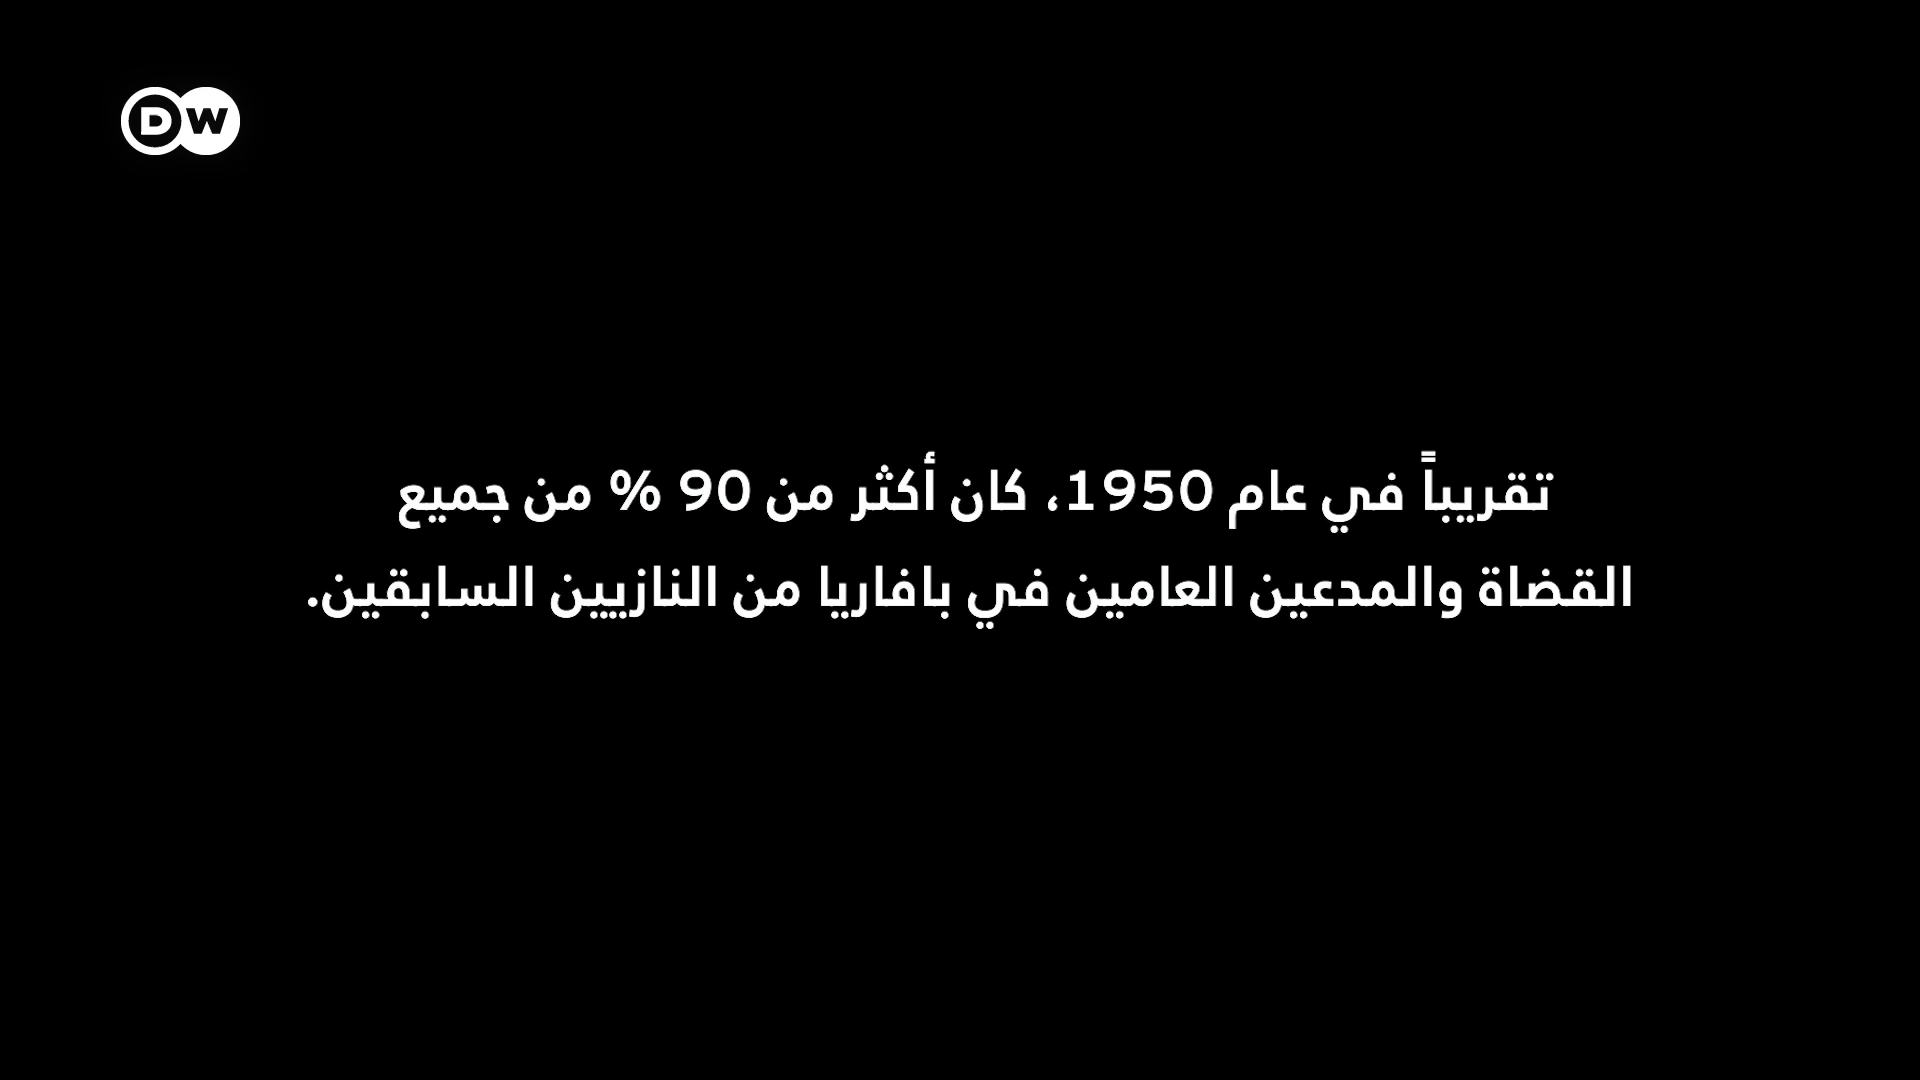 DW
تقريباً في عام 1950، كان أكثر من 90 % من جميع
القضاة والمدعين العامين في بافاريا من النازيين السابقين.